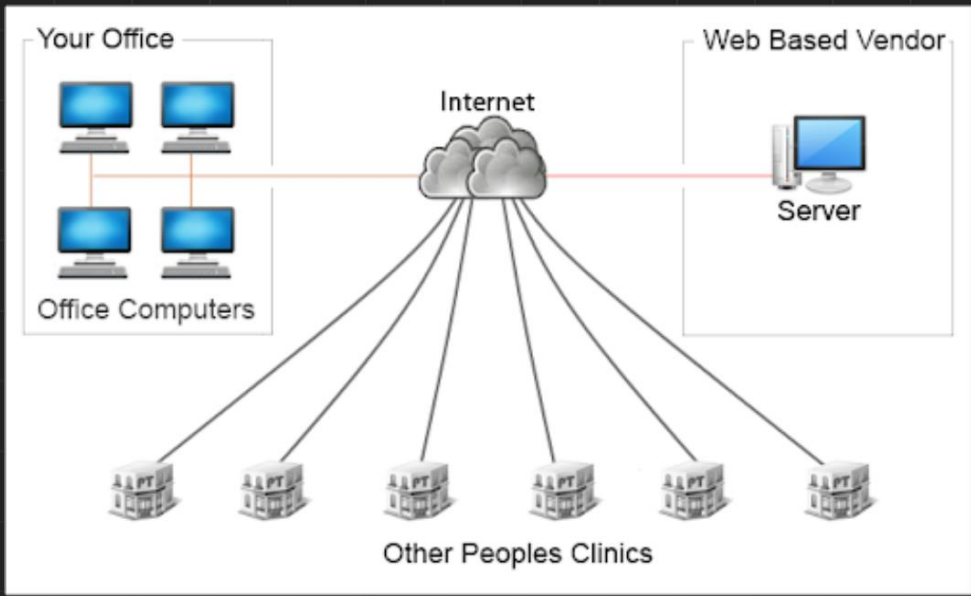 Your Office
Web Based Vendor
Internet
Server
Office Computers
PT
PT
PT
PT
PT
PT
Other Peoples Clinics